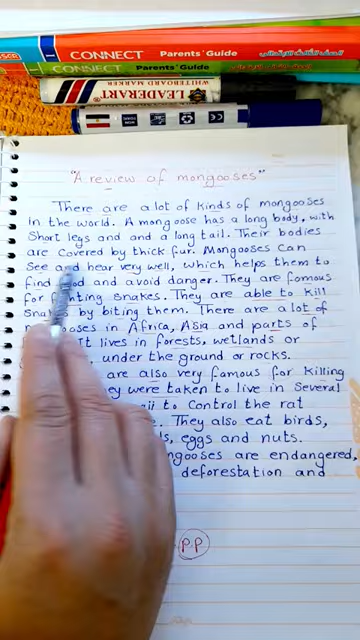 CONNECT Parents' Guide
CONNECT Parents' Guide
LEADERART WHITEBOARD MARKER
"A review of mongooses"
There are a lot of kinds of mongooses
in the world. A mongoose has a long body, with
Short legs and and a long tail. Their bodies
are covered by thick fur. Mongooses can
see and hear very well, which helps them to
find food and avoid danger. They are famous
for fighting snakes. They are able to kill
snakes by biting them. There are a lot of
in Africa, Asia and parts of
It lives in forests, wetlands or
under the ground or rocks.
are also very famous for killing
They were taken to live in several
to control the rat
They also eat birds,
eggs and nuts.
are endangered,
deforestation and
P.P